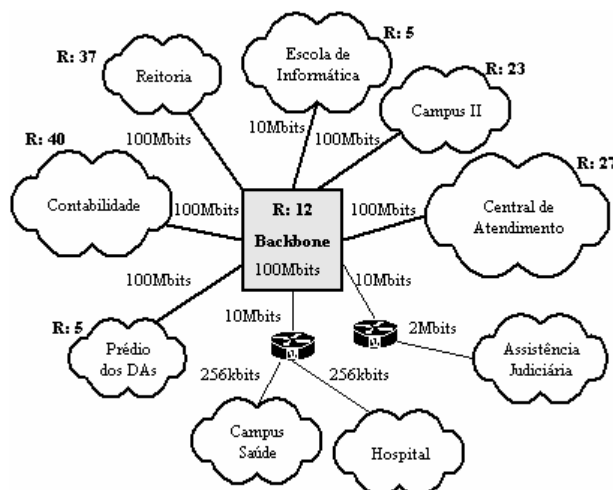 R: 5
Escola de
Informática
R: 37
Reitoria
R: 23
Campus II
100Mbits
10Mbits
100Mbits
R: 40
Contabilidade
R: 27
Central de
Atendimento
100Mbits
R: 12
Backbone
100Mbits
100Mbits
100Mbits
10Mbits
R: 5
Prédio
dos DAs
10Mbits
2Mbits
Assistência
Judiciária
256kbits
256kbits
Campus
Saúde
Hospital